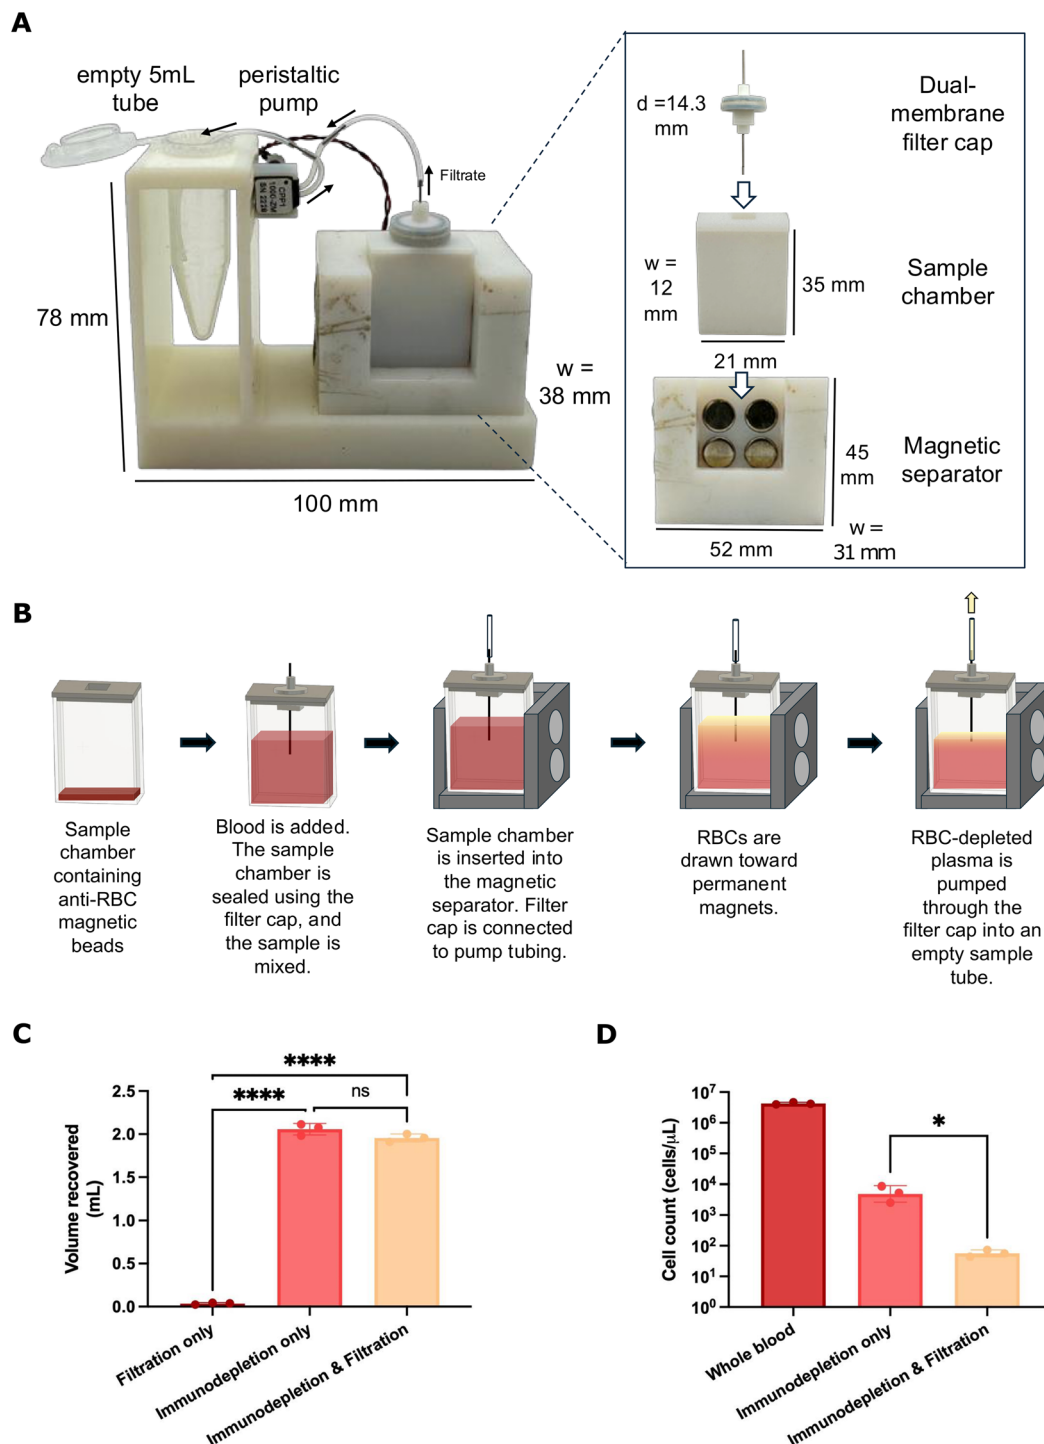 A
empty 5mL
tube
peristaltic
pump
CPP1
1000-ZM
SN 2228
Filtrate
78 mm
100 mm
w =
38 mm
d =14.3
mm
Dual-
membrane
filter cap
w =
12
mm
35 mm
Sample
chamber
21 mm
45
mm
Magnetic
separator
52 mm
w =
31 mm
B
Sample
chamber
containing
anti-RBC
magnetic
beads
Blood is added.
The sample
chamber is
sealed using the
filter cap, and
the sample is
mixed.
Sample chamber
is inserted into
the magnetic
separator. Filter
cap is connected
to pump tubing.
RBCs are
drawn toward
permanent
magnets.
RBC-depleted
plasma is
pumped
through the
filter cap into an
empty sample
tube.
C
Volume recovered
(mL)
2.5
2.0
1.5
1.0
0.5
0.0
****
****
ns
Filtration only
Immunodepletion only
Immunodepletion & Filtration
D
Cell count (cells/μL)
10⁷
10⁶
10⁵
10⁴
10³
10²
10¹
10⁰
*
Whole blood
Immunodepletion only
Immunodepletion & Filtration